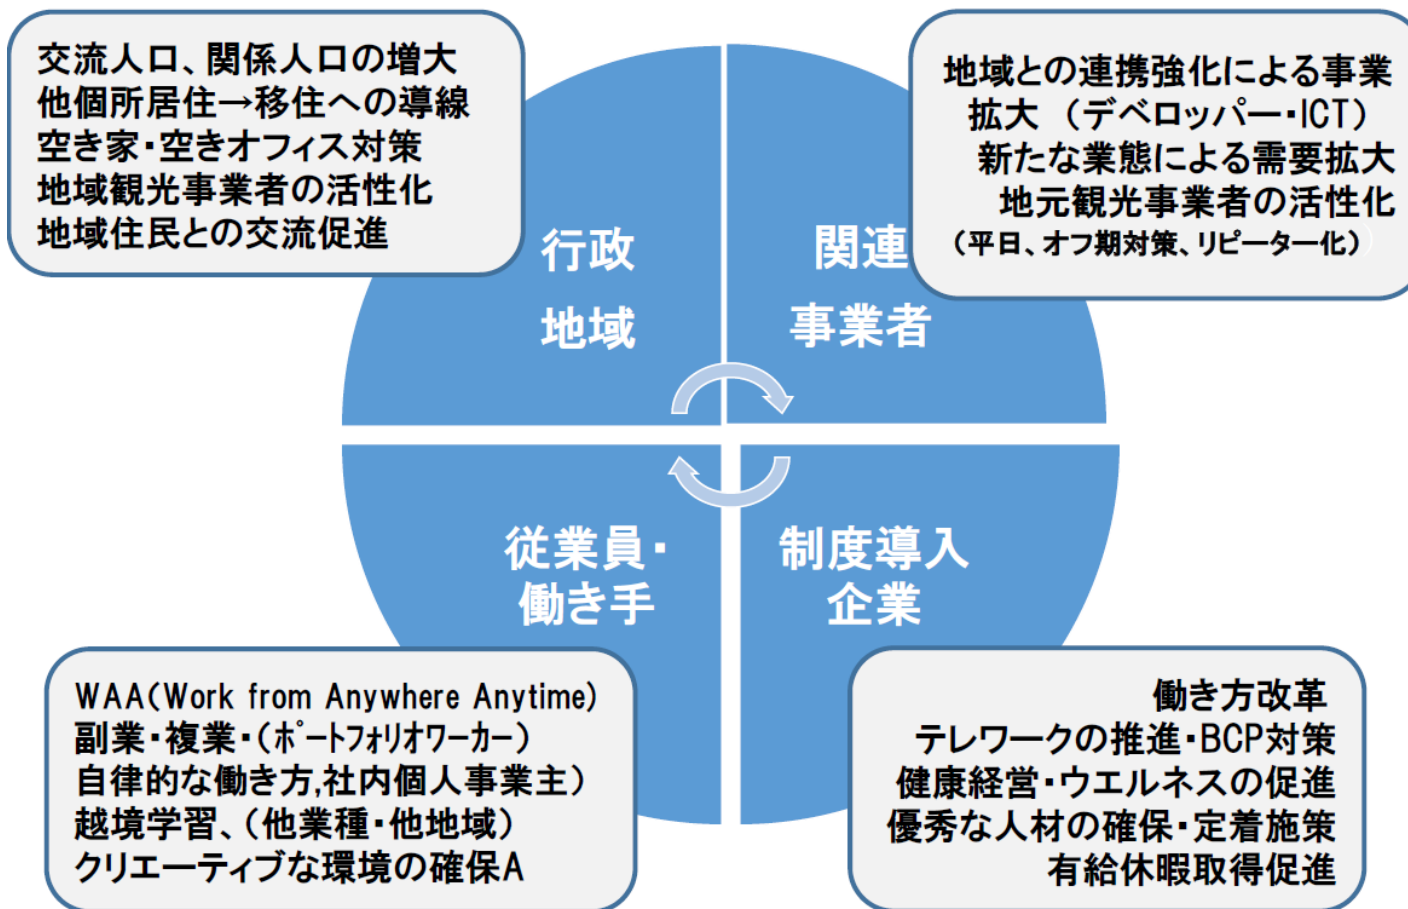 交流人口、関係人口の増大
他個所居住→移住への導線
空き家・空きオフィス対策
地域観光事業者の活性化
地域住民との交流促進
地域との連携強化による事業
拡大 （デベロッパー・ICT）
新たな業態による需要拡大
地元観光事業者の活性化
（平日、オフ期対策、リピーター化）
行政
地域
関連
事業者
従業員・
働き手
制度導入
企業
WAA(Work from Anywhere Anytime)
副業・複業・（ﾎﾟｰﾄﾌｫﾘｵﾜｰｶｰ）
自律的な働き方,社内個人事業主）
越境学習、（他業種・他地域）
クリエーティブな環境の確保A
働き方改革
テレワークの推進・BCP対策
健康経営・ウエルネスの促進
優秀な人材の確保・定着施策
有給休暇取得促進